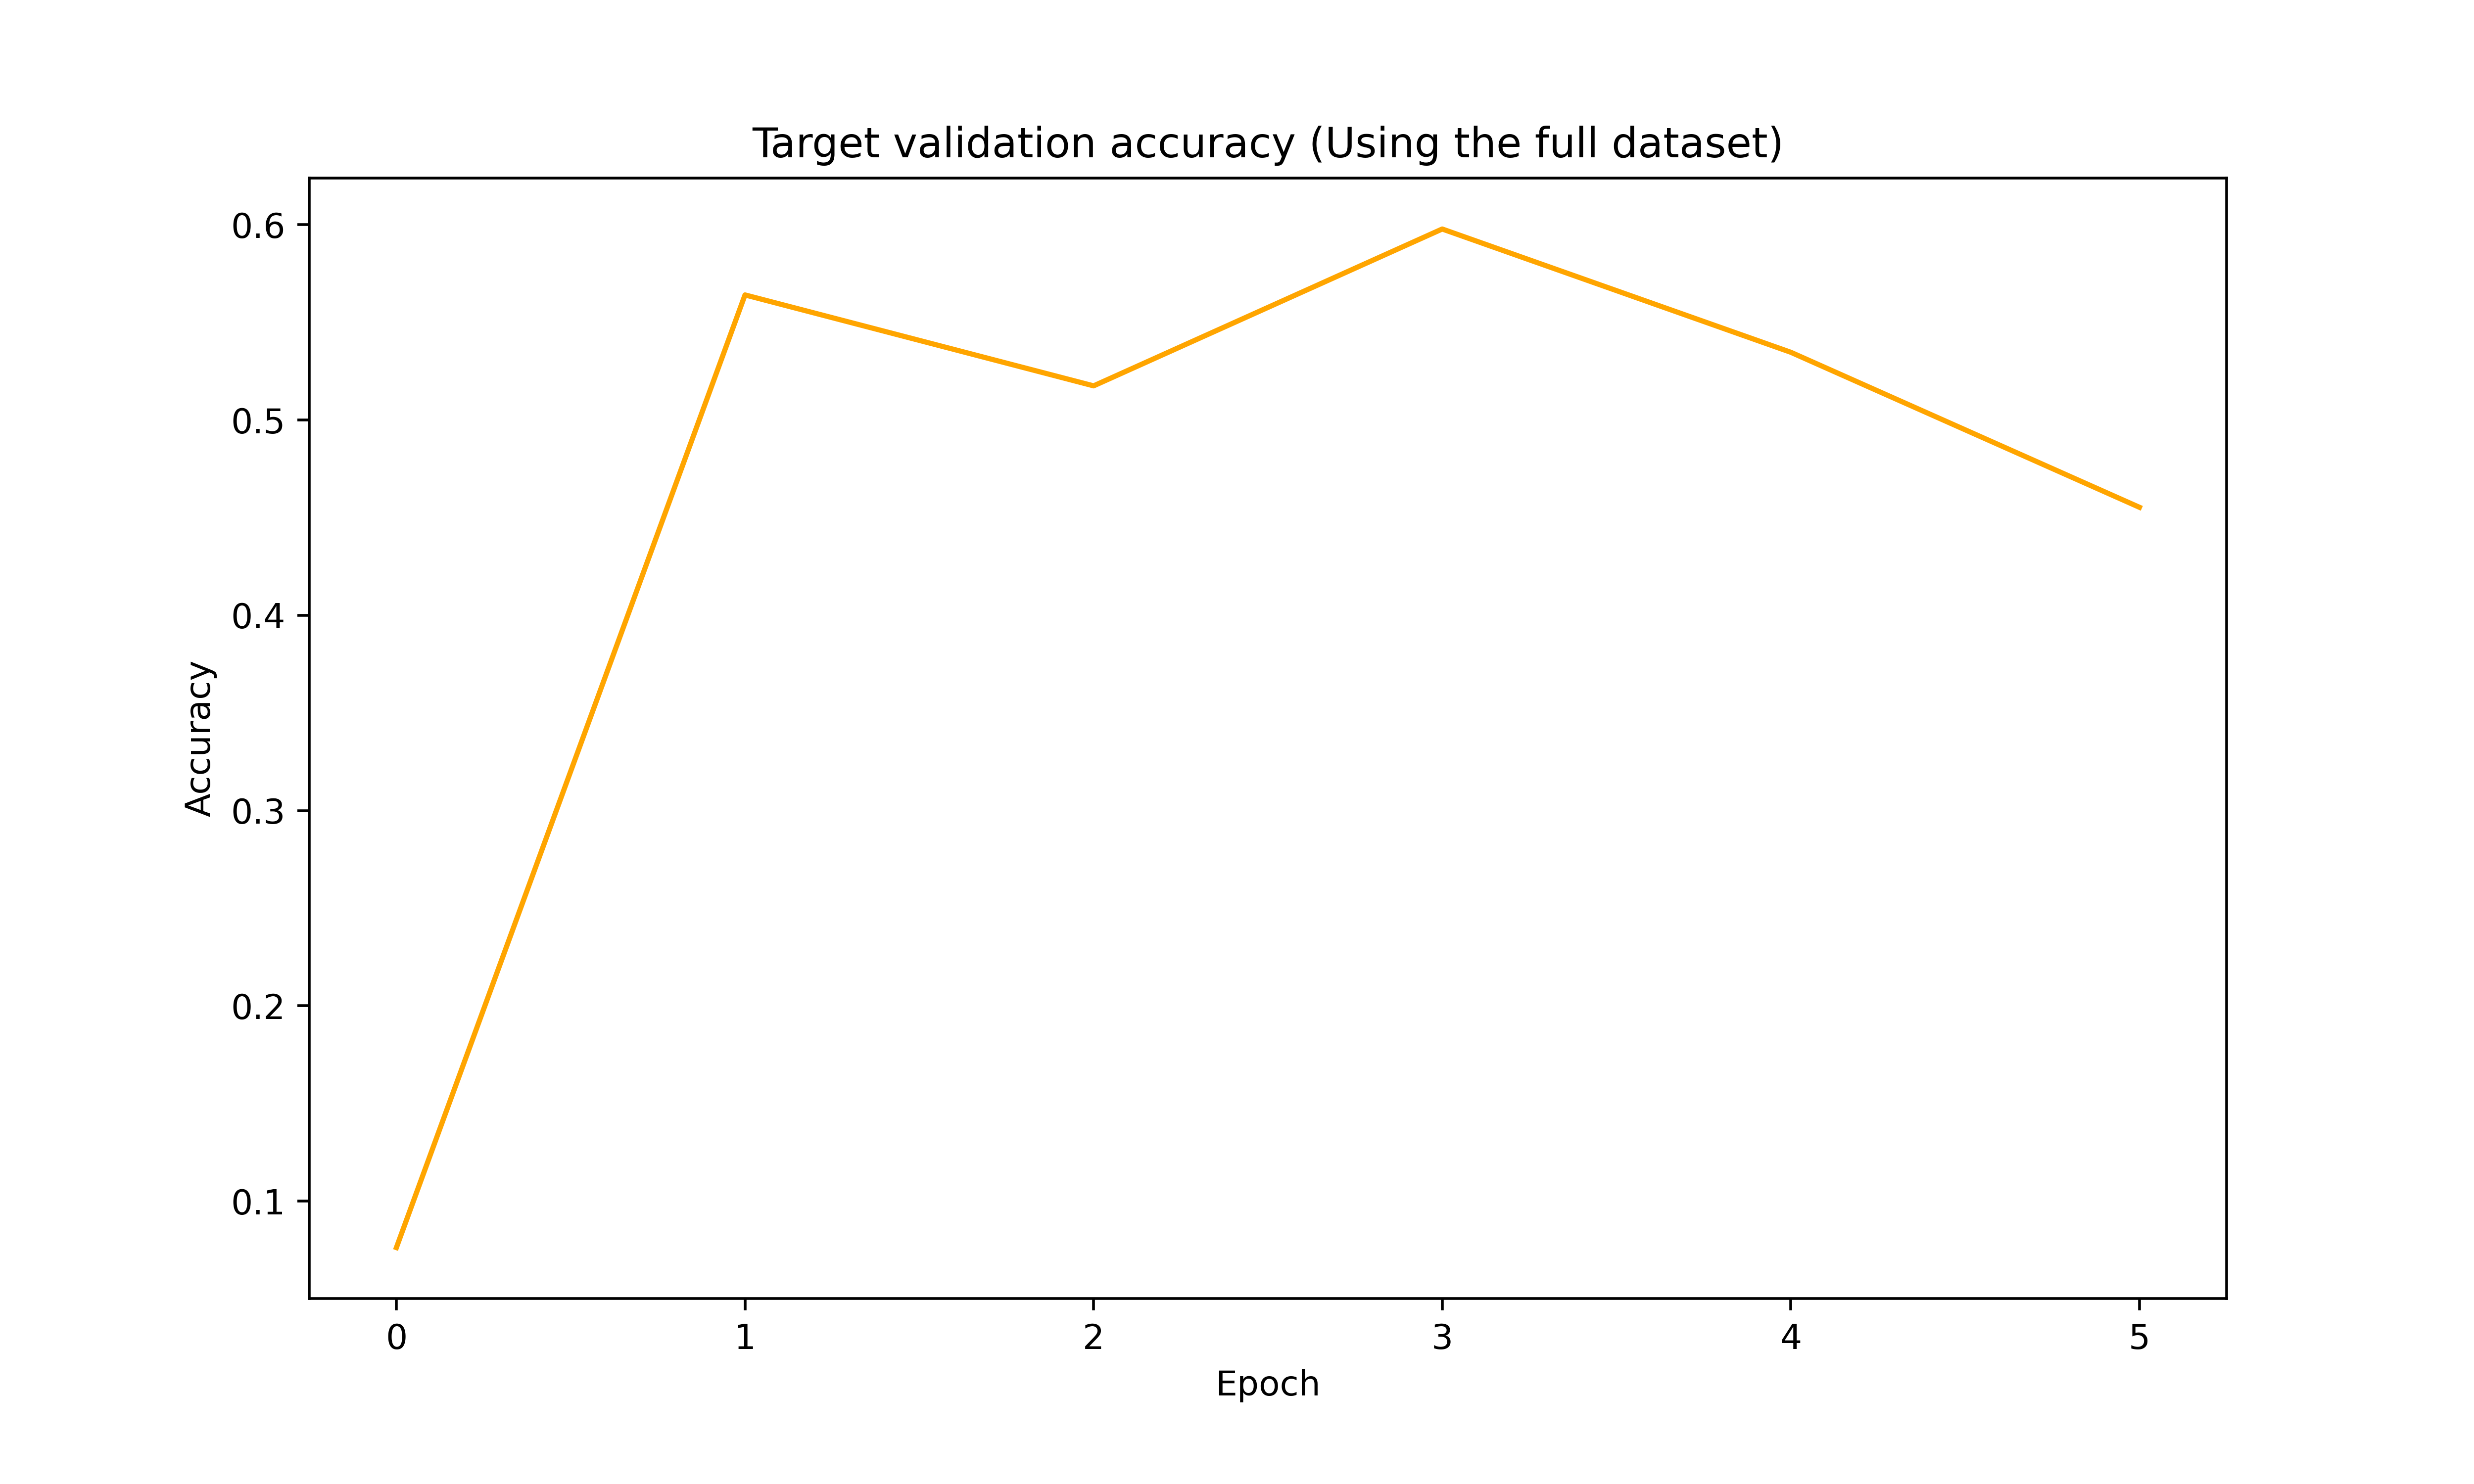 Target validation accuracy (Using the full dataset)
0.6
0.5
0.4
0.3
0.2
0.1
Accuracy
0 1 2 3 4 5
Epoch